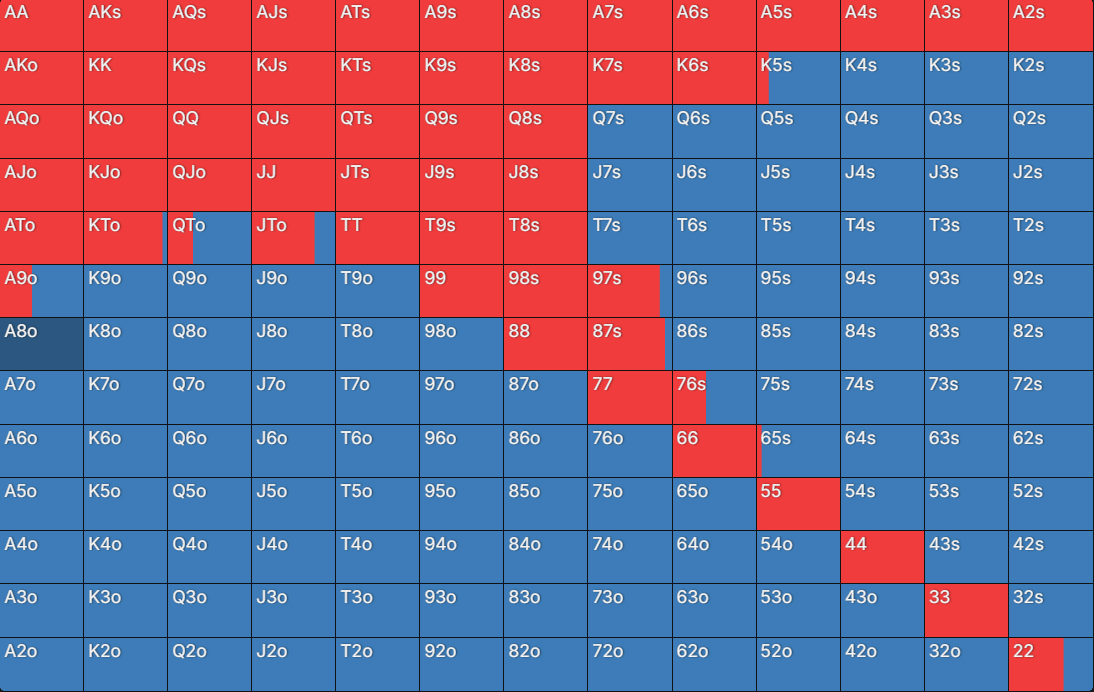 AA AKs AQs AJs ATs A9s A8s A7s A6s A5s A4s A3s A2s
AKo KK KQs KJs KTs K9s K8s K7s K6s K5s K4s K3s K2s
AQo KQo QQ QJs QTs Q9s Q8s Q7s Q6s Q5s Q4s Q3s Q2s
AJo KJo QJo JJ JTs J9s J8s J7s J6s J5s J4s J3s J2s
ATo KTo QTo JTo TT T9s T8s T7s T6s T5s T4s T3s T2s
A9o K9o Q9o J9o T9o 99 98s 97s 96s 95s 94s 93s 92s
A8o K8o Q8o J8o T8o 98o 88 87s 86s 85s 84s 83s 82s
A7o K7o Q7o J7o T7o 97o 87o 77 76s 75s 74s 73s 72s
A6o K6o Q6o J6o T6o 96o 86o 76o 66 65s 64s 63s 62s
A5o K5o Q5o J5o T5o 95o 85o 75o 65o 55 54s 53s 52s
A4o K4o Q4o J4o T4o 94o 84o 74o 64o 54o 44 43s 42s
A3o K3o Q3o J3o T3o 93o 83o 73o 63o 53o 43o 33 32s
A2o K2o Q2o J2o T2o 92o 82o 72o 62o 52o 42o 32o 22